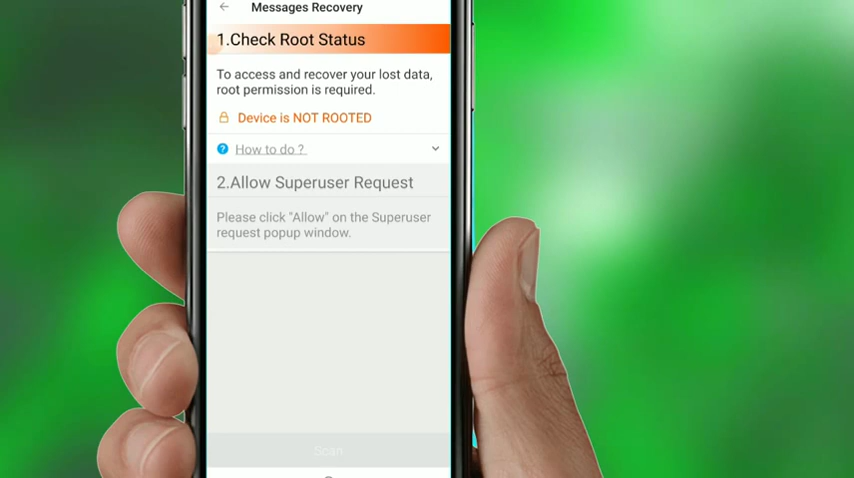 Messages Recovery
1.Check Root Status
To access and recover your lost data,
root permission is required.
Device is NOT ROOTED
How to do ?
2.Allow Superuser Request
Please click "Allow" on the Superuser
request popup window.
Scan